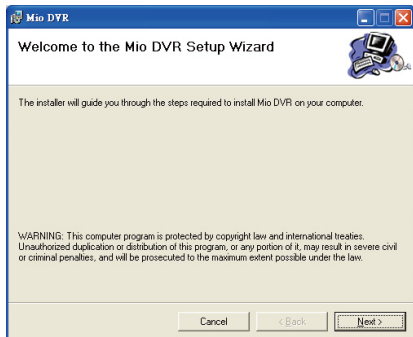 Mio DVR
Welcome to the Mio DVR Setup Wizard
The installer will guide you through the steps required to install Mio DVR on your computer.
WARNING: This computer program is protected by copyright law and international treaties.
Unauthorized duplication or distribution of this program, or any portion of it, may result in severe civil
or criminal penalties, and will be prosecuted to the maximum extent possible under the law.
Cancel < Back Next >